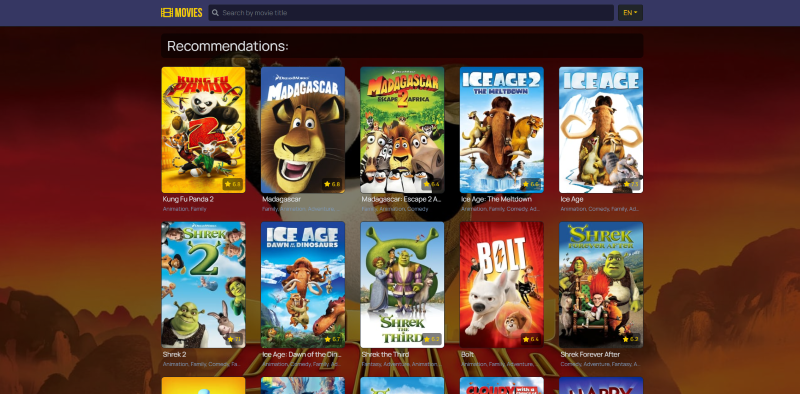 MOVIES
Search by movie title
EN
Recommendations:
KUNG FU PANDA 2
DreamWorks
MADAGASCAR
MADAGASCAR
ESCAPE 2 AFRICA
ICE AGE 2
THE MELTDOWN
ICE AGE
6.8
6.8
6.4
6.6
7.3
Kung Fu Panda 2
Madagascar
Madagascar: Escape 2 A...
Ice Age: The Meltdown
Ice Age
Animation, Family
Family, Animation, Adventure,
Family, Animation, Comedy
Animation, Family, Comedy, Ad...
Animation, Comedy, Family, Ad...
SHREK 2
ICE AGE
DAWN OF THE DINOSAURS
SHREK THE THIRD
BOLT
SHREK FOREVER AFTER
7.1
6.7
6.2
6.4
6.2
Shrek 2
Ice Age: Dawn of the Din...
Shrek the Third
Bolt
Shrek Forever After
Animation, Family, Comedy, Fa...
Animation, Comedy, Family, Ad...
Fantasy, Adventure, Animation
Animation, Family, Adventure,
Comedy, Adventure, Fantasy, A...
CLOUDY
HAPPY